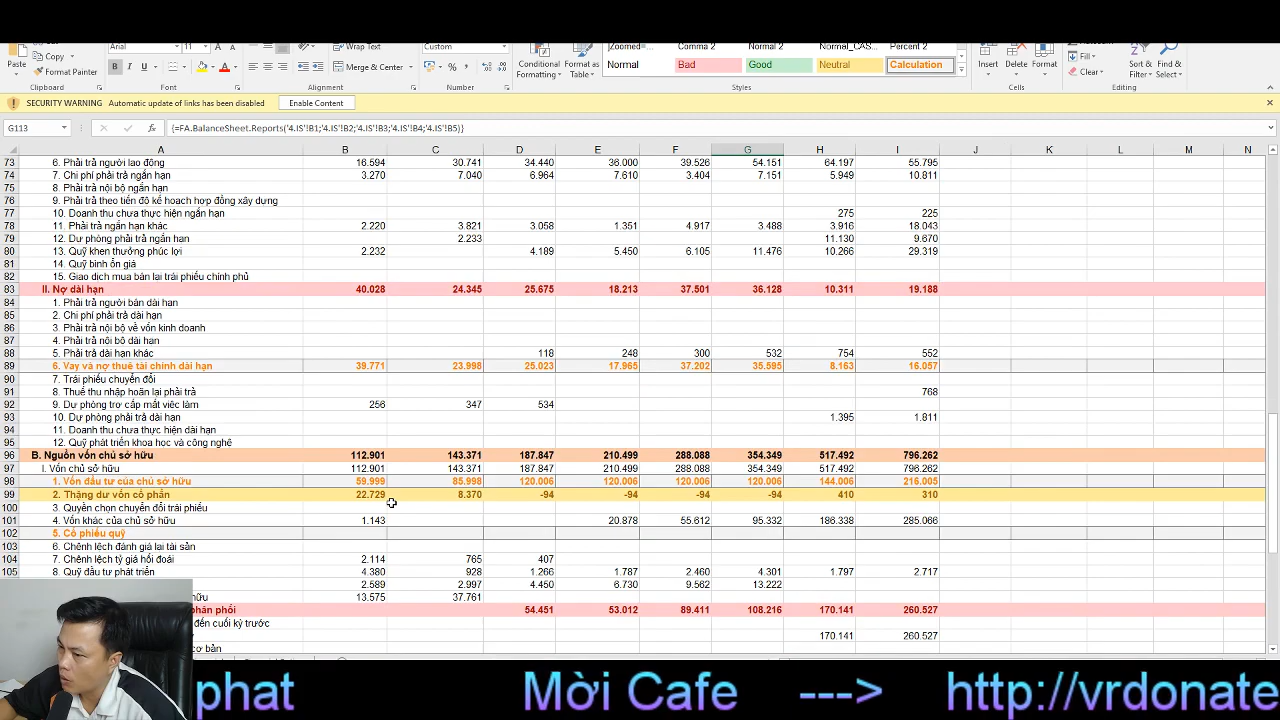 Copy
Format Painter
Clipboard
Arial 11
B I U
Font
Wrap Text
Merge & Center
Alignment
Custom
$ % ,
Number
Conditional Formatting
Format as Table
[Zoomed=... Comma 2 Normal 2 Normal_CAS... Percent 2
Normal Bad Good Neutral Calculation
Styles
Insert Delete Format
Cells
Fill
Clear
Sort & Filter
Find & Select
Editing
SECURITY WARNING Automatic update of links has been disabled Enable Content
G113 fx {=FA.BalanceSheet.Reports('4.IS'!B1;'4.IS'!B2;'4.IS'!B3;'4.IS'!B4;'4.IS'!B5)}
A B C D E F G H I J K L M N
73 6. Phải trả người lao động 16.594 30.741 34.440 36.000 39.526 54.151 64.197 55.795
74 7. Chi phí phải trả ngắn hạn 3.270 7.040 6.964 7.610 3.404 7.151 5.949 10.811
75 8. Phải trả nội bộ ngắn hạn
76 9. Phải trả theo tiến độ kế hoạch hợp đồng xây dựng
77 10. Doanh thu chưa thực hiện ngắn hạn 275 225
78 11. Phải trả ngắn hạn khác 2.220 3.821 3.058 1.351 4.917 3.488 3.916 18.043
79 12. Dự phòng phải trả ngắn hạn 2.233 11.130 9.670
80 13. Quỹ khen thưởng phúc lợi 2.232 4.189 5.450 6.105 11.476 10.266 29.319
81 14. Quỹ bình ổn giá
82 15. Giao dịch mua bán lại trái phiếu chính phủ
83 II. Nợ dài hạn 40.028 24.345 25.675 18.213 37.501 36.128 10.311 19.188
84 1. Phải trả người bán dài hạn
85 2. Chi phí phải trả dài hạn
86 3. Phải trả nội bộ về vốn kinh doanh
87 4. Phải trả nội bộ dài hạn
88 5. Phải trả dài hạn khác 118 248 300 532 754 552
89 6. Vay và nợ thuê tài chính dài hạn 39.771 23.998 25.023 17.965 37.202 35.595 8.163 16.057
90 7. Trái phiếu chuyển đổi
91 8. Thuế thu nhập hoãn lại phải trả 768
92 9. Dự phòng trợ cấp mất việc làm 256 347 534
93 10. Dự phòng phải trả dài hạn 1.395 1.811
94 11. Doanh thu chưa thực hiện dài hạn
95 12. Quỹ phát triển khoa học và công nghệ
96 B. Nguồn vốn chủ sở hữu 112.901 143.371 187.847 210.499 288.088 354.349 517.492 796.262
97 I. Vốn chủ sở hữu 112.901 143.371 187.847 210.499 288.088 354.349 517.492 796.262
98 1. Vốn đầu tư của chủ sở hữu 59.999 85.998 120.006 120.006 120.006 120.006 144.006 216.005
99 2. Thặng dư vốn cổ phần 22.729 8.370 -94 -94 -94 -94 410 310
100 3. Quyền chọn chuyển đổi trái phiếu
101 4. Vốn khác của chủ sở hữu 1.143 20.878 55.612 95.332 186.338 285.066
102 5. Cổ phiếu quỹ
103 6. Chênh lệch đánh giá lại tài sản
104 7. Chênh lệch tỷ giá hối đoái 2.114 765 407
105 8. Quỹ đầu tư phát triển 4.380 928 1.266 1.787 2.460 4.301 1.797 2.717
2.589 2.997 4.450 6.730 9.562 13.222
hữu 13.575 37.761
phân phối 54.451 53.012 89.411 108.216 170.141 260.527
đến cuối kỳ trước
170.141 260.527
cơ bản
phat Mời Cafe ---> http://vrdonate